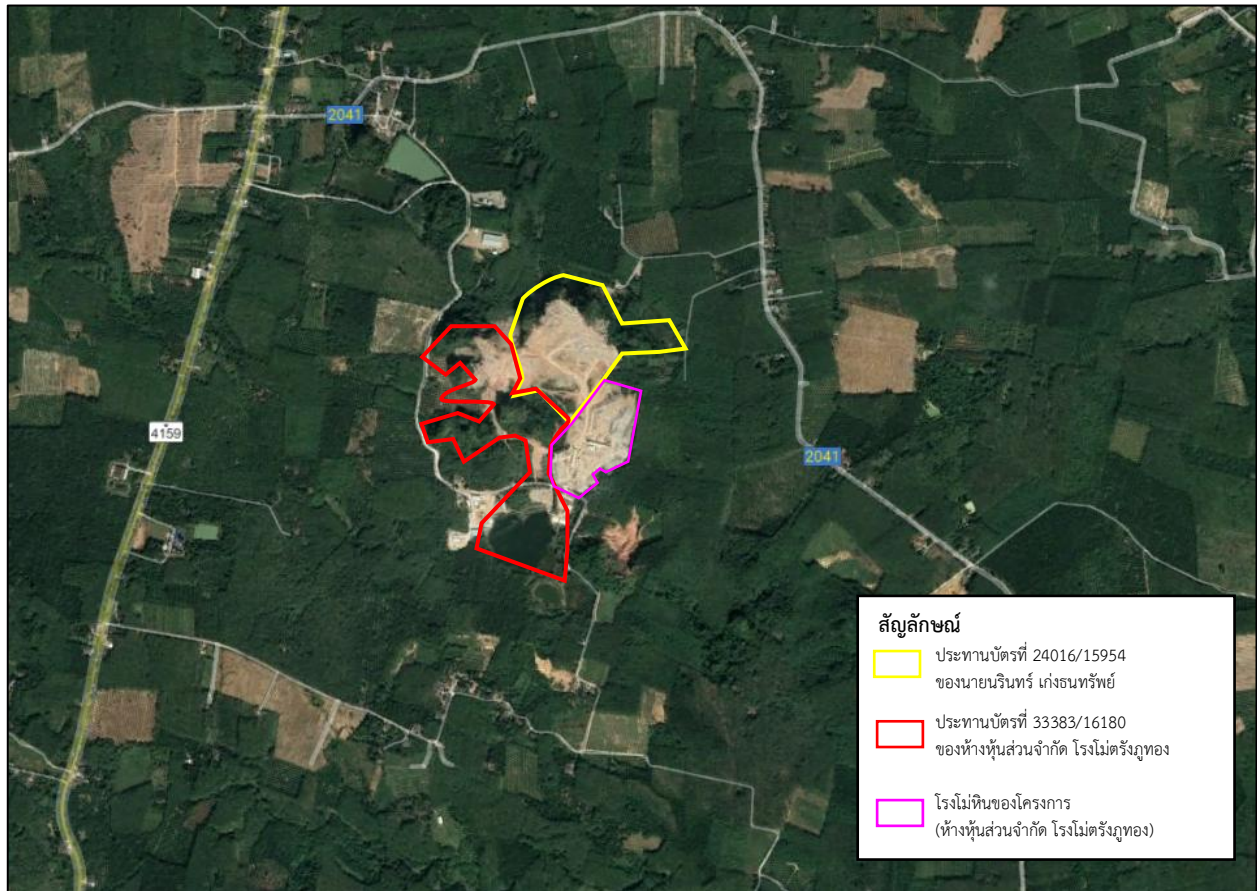 2041
4159
2041
สัญลักษณ์
ประทานบัตรที่ 24016/15954
ของนายนรินทร์ เก่งธนทรัพย์
ประทานบัตรที่ 33383/16180
ของห้างหุ้นส่วนจำกัด โรงโม่ตรังภูทอง
โรงโม่หินของโครงการ
(ห้างหุ้นส่วนจำกัด โรงโม่ตรังภูทอง)